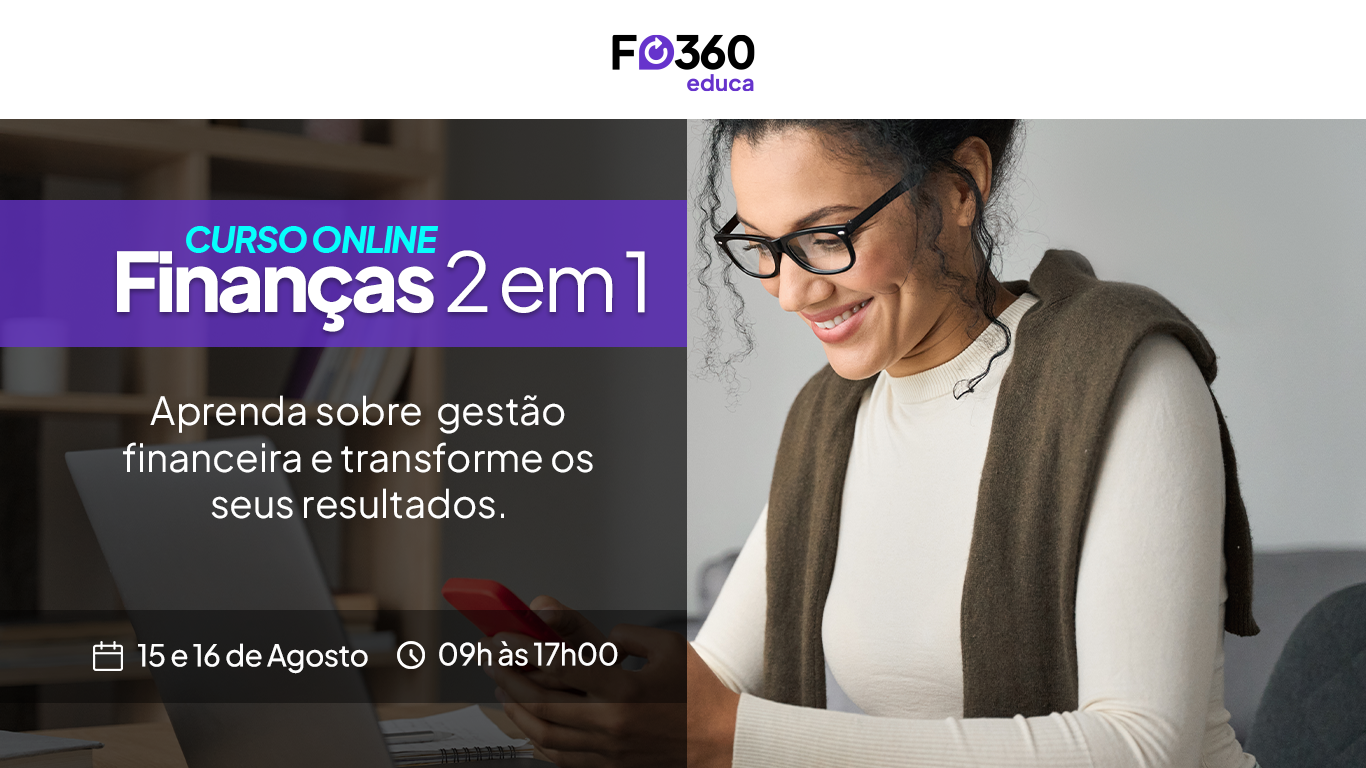 FO360
educa
CURSO ONLINE
Finanças 2 em 1
Aprenda sobre gestão
financeira e transforme os
seus resultados.
15 e 16 de Agosto 09h às 17h00